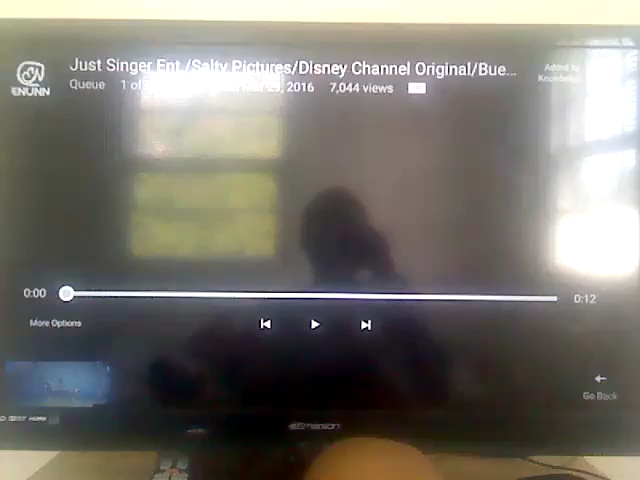 Just Singer Ent./Salty Pictures/Disney Channel Original/Bue...
ENUNN
Queue 1 of 29, 2016 7,044 views
Added by
0:00
0:12
More Options
Go Back
EMERSON